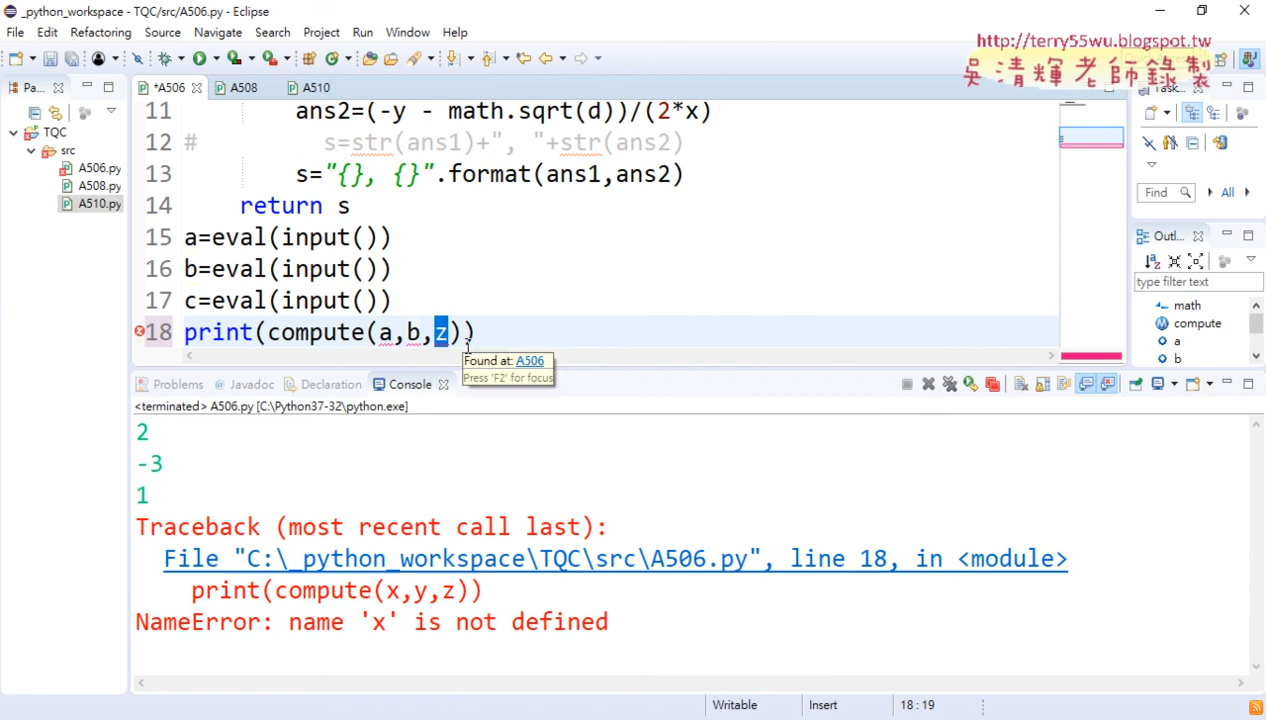 _python_workspace - TQC/src/A506.py - Eclipse
File Edit Refactoring Source Navigate Search Project Run Window Help
http://terry55wu.blogspot.tw
吳清輝老師錄製
Pa...
*A506
A508
A510
Task...
TQC
src
A506.py
A508.py
A510.py
11 ans2=(-y - math.sqrt(d))/(2*x)
12 # s=str(ans1)+", "+str(ans2)
13 s="{}, {}".format(ans1,ans2)
14 return s
15 a=eval(input())
16 b=eval(input())
17 c=eval(input())
18 print(compute(a,b,z))
Found at: A506
Press 'F2' for focus
Find
All
Outl...
type filter text
math
compute
a
b
Problems Javadoc Declaration Console
<terminated> A506.py [C:\Python37-32\python.exe]
2
-3
1
Traceback (most recent call last):
File "C:\_python_workspace\TQC\src\A506.py", line 18, in <module>
print(compute(x,y,z))
NameError: name 'x' is not defined
Writable Insert 18 : 19